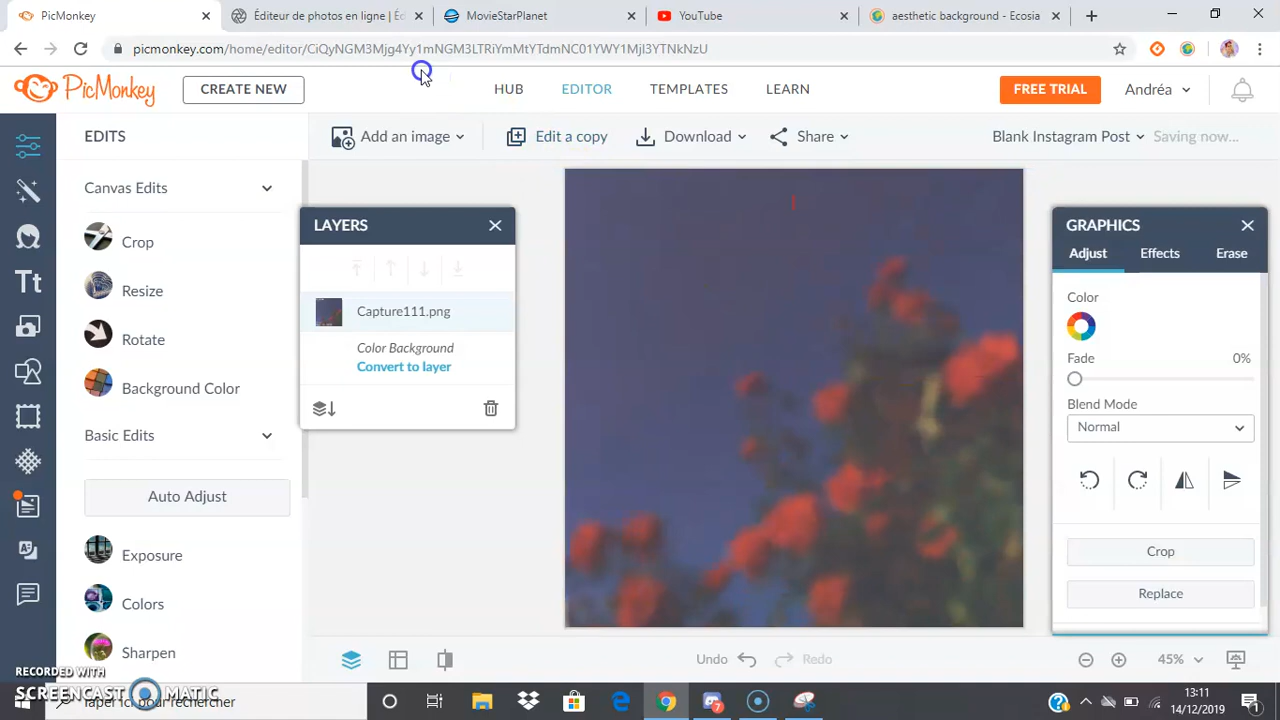 PicMonkey
Éditeur de photos en ligne | Éd
MovieStarPlanet
YouTube
aesthetic background - Ecosia
picmonkey.com/home/editor/CiQyNGM3Mjg4Yy1mNGM3LTRiYmMtYTdmNC01YWY1MjI3YTNkNzU
PicMonkey
CREATE NEW
HUB
EDITOR
TEMPLATES
LEARN
FREE TRIAL
Andréa
EDITS
Add an image
Edit a copy
Download
Share
Blank Instagram Post
Saving now...
Canvas Edits
Crop
Resize
Rotate
Background Color
Basic Edits
Auto Adjust
Exposure
Colors
Sharpen
LAYERS
Capture111.png
Color Background
Convert to layer
GRAPHICS
Adjust
Effects
Erase
Color
Fade
0%
Blend Mode
Normal
Crop
Replace
Undo
Redo
45%
RECORDED WITH
SCREENCAST MATIC
Taper ici pour rechercher
13:11
14/12/2019